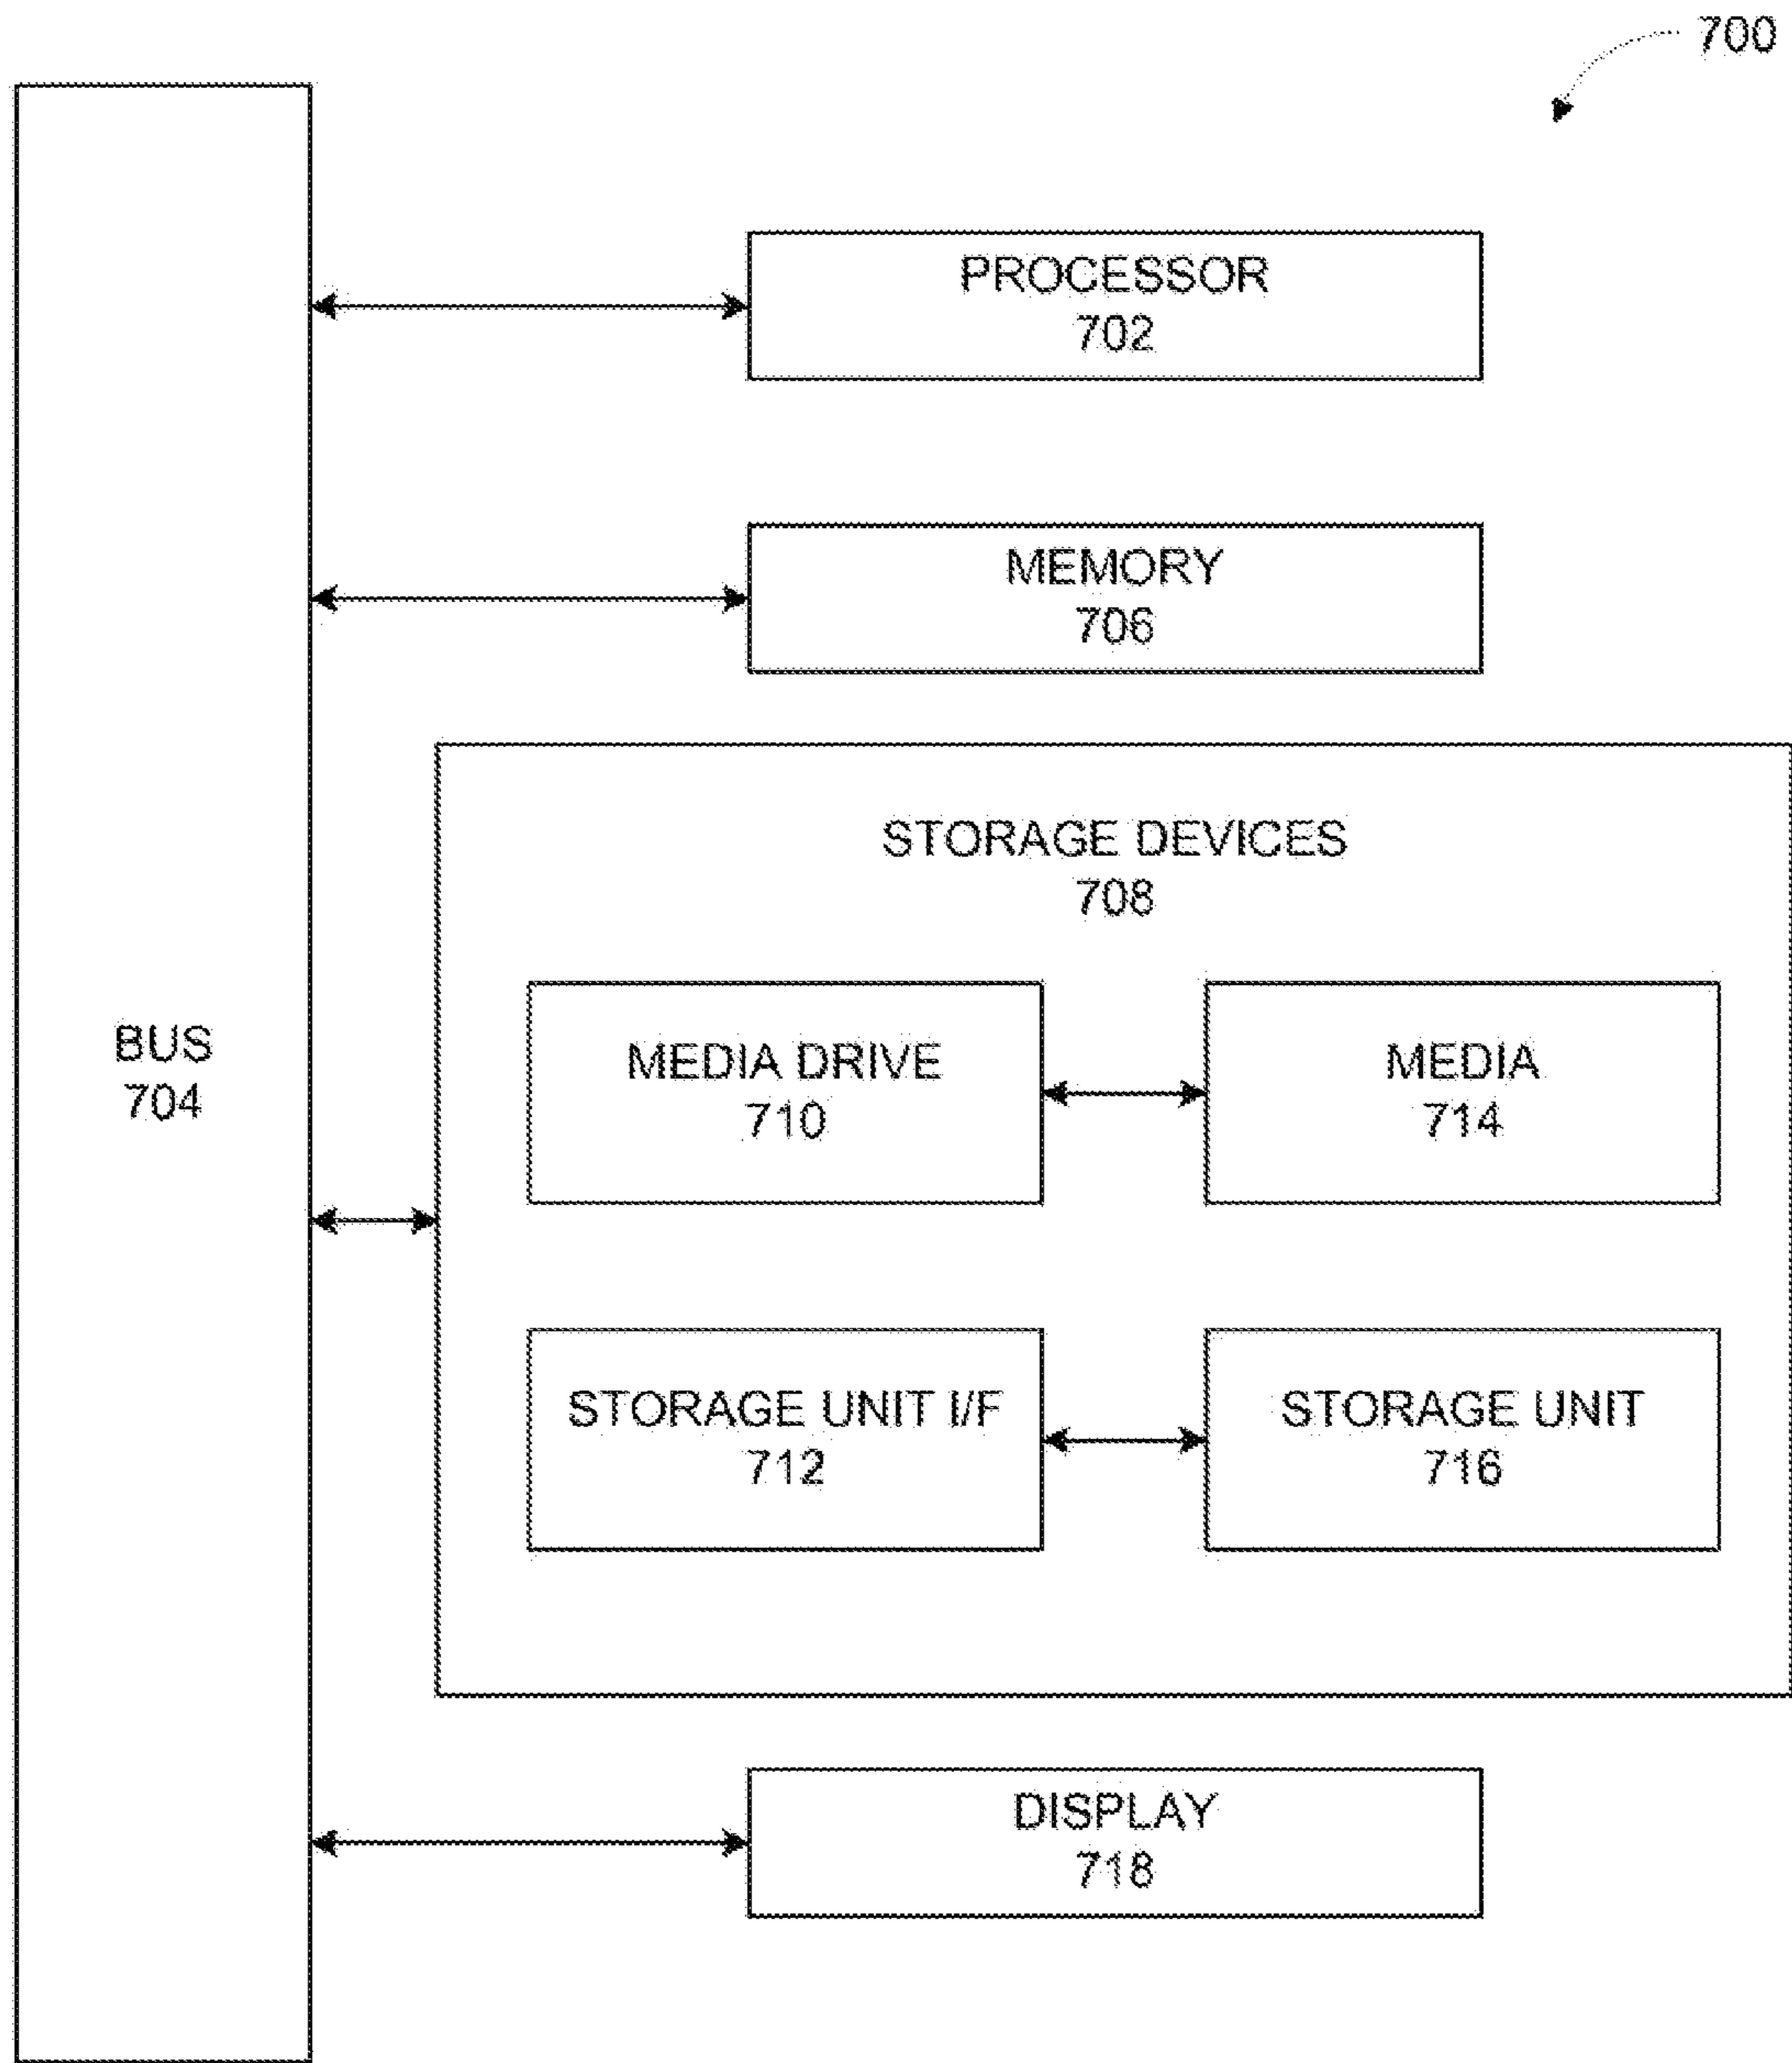 700
PROCESSOR
702
MEMORY
706
STORAGE DEVICES
708
BUS
704
MEDIA DRIVE
710
MEDIA
714
STORAGE UNIT I/F
712
STORAGE UNIT
716
DISPLAY
718